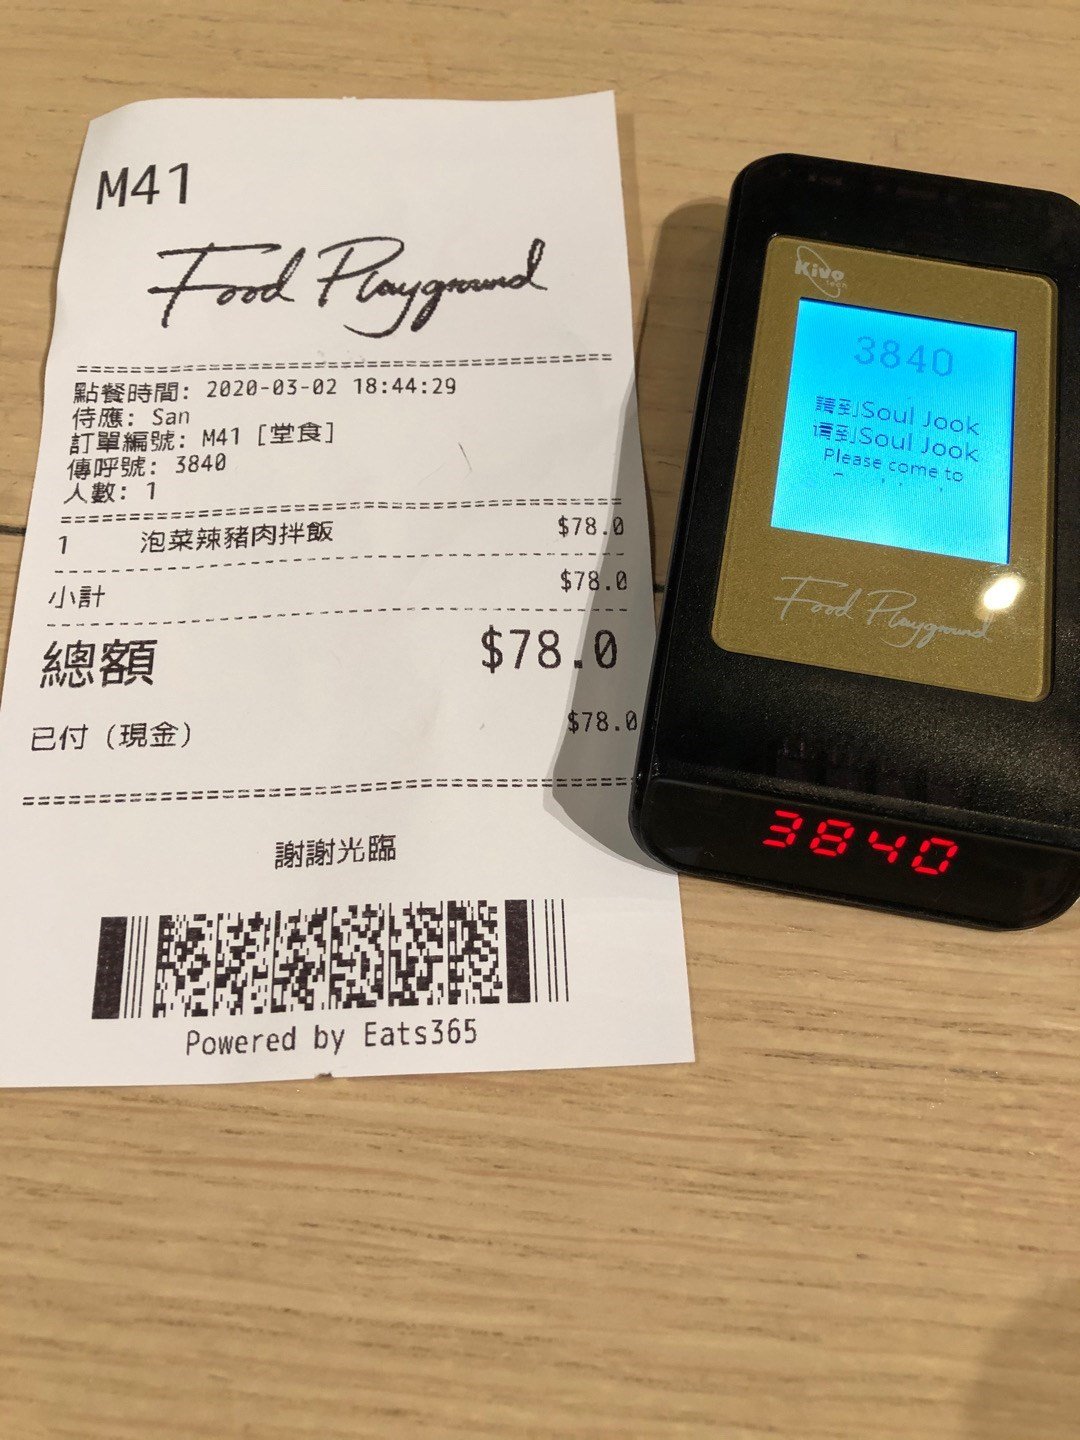 M41
Food Playground
點餐時間: 2020-03-02 18:44:29
侍應: San
訂單編號: M41 [堂食]
傳呼號: 3840
人數: 1
1 泡菜辣豬肉拌飯 $78.0
小計 $78.0
總額 $78.0
已付 (現金) $78.0
謝謝光臨
Powered by Eats365
Kivo
tech
3840
請到Soul Jook
请到Soul Jook
Please come to
Food Playground
3840